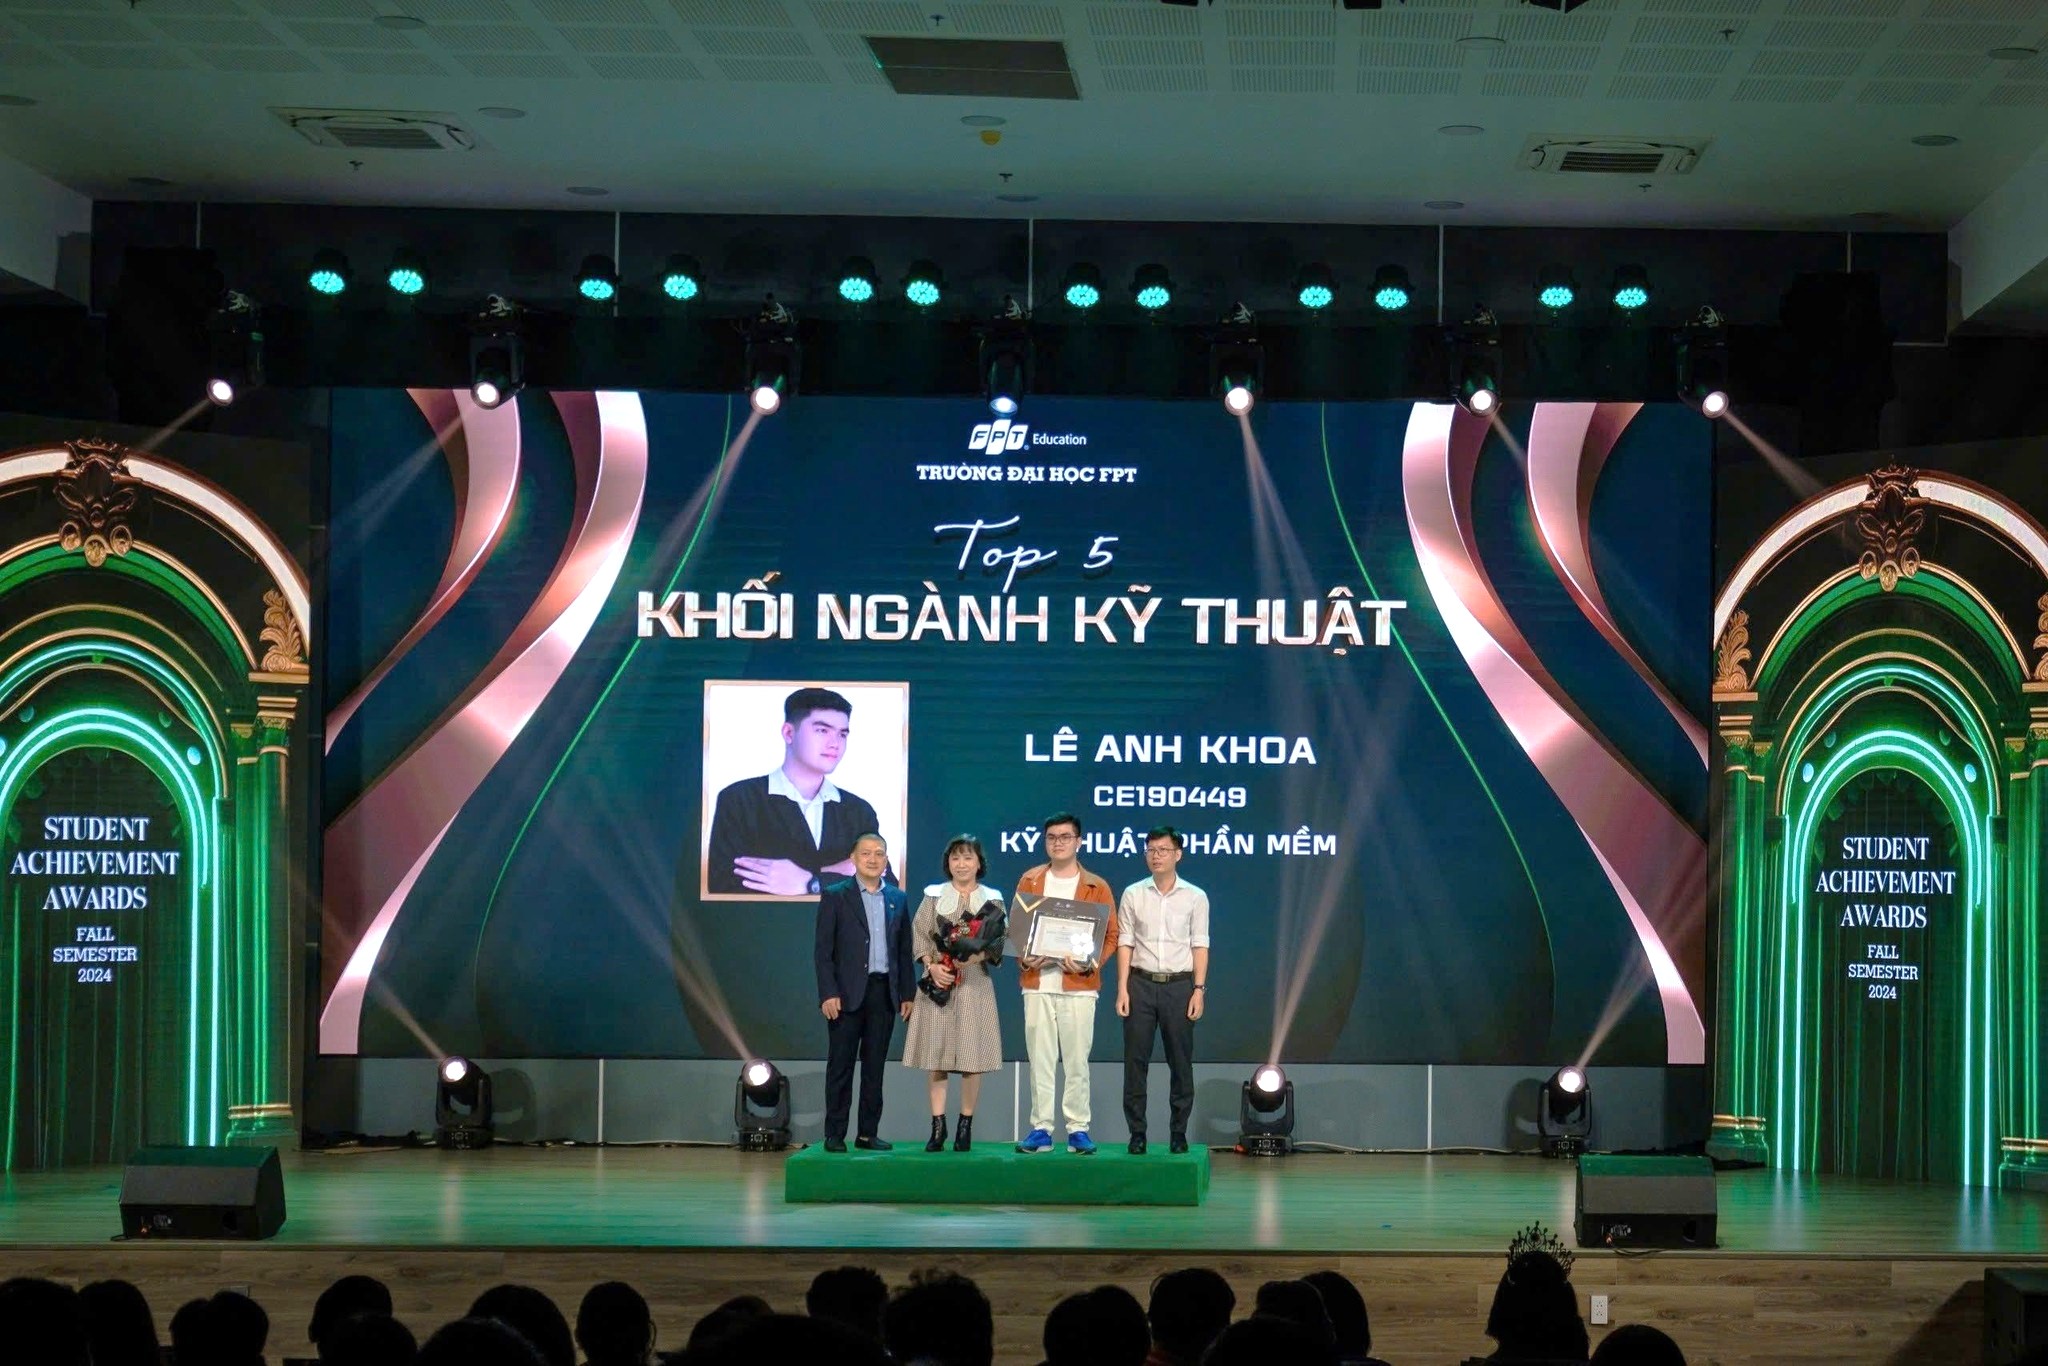 FPT Education
TRƯỜNG ĐẠI HỌC FPT
Top 5
KHỐI NGÀNH KỸ THUẬT
LÊ ANH KHOA
CE190449
KỸ THUẬT PHẦN MỀM
STUDENT
ACHIEVEMENT
AWARDS
FALL
SEMESTER
2024
STUDENT
ACHIEVEMENT
AWARDS
FALL
SEMESTER
2024